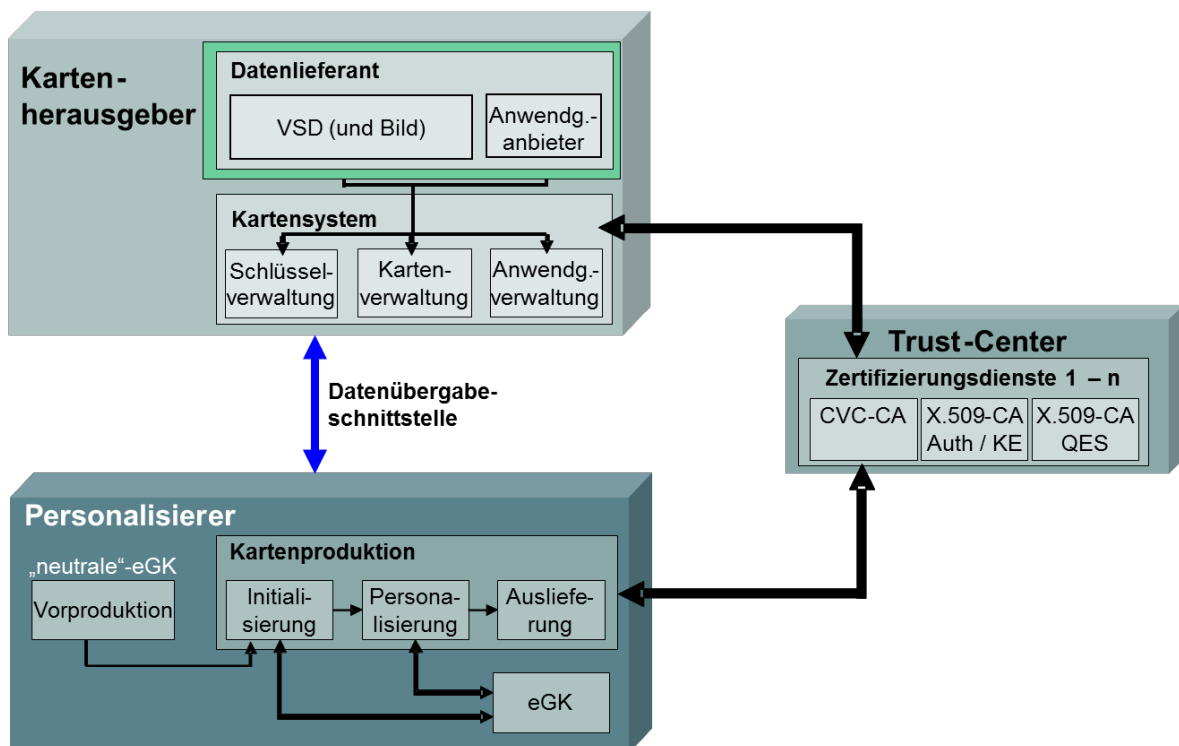 Karten-
herausgeber
Datenlieferant
VSD (und Bild)
Anwendg.-
anbieter
Kartensystem
Schlüssel-
verwaltung
Karten-
verwaltung
Anwendg.-
verwaltung
Datenübergabe-
schnittstelle
Trust-Center
Zertifizierungsdienste 1 – n
CVC-CA
X.509-CA
Auth / KE
X.509-CA
QES
Personalisierer
„neutrale“-eGK
Vorproduktion
Kartenproduktion
Initiali-
sierung
Persona-
lisierung
Ausliefe-
rung
eGK